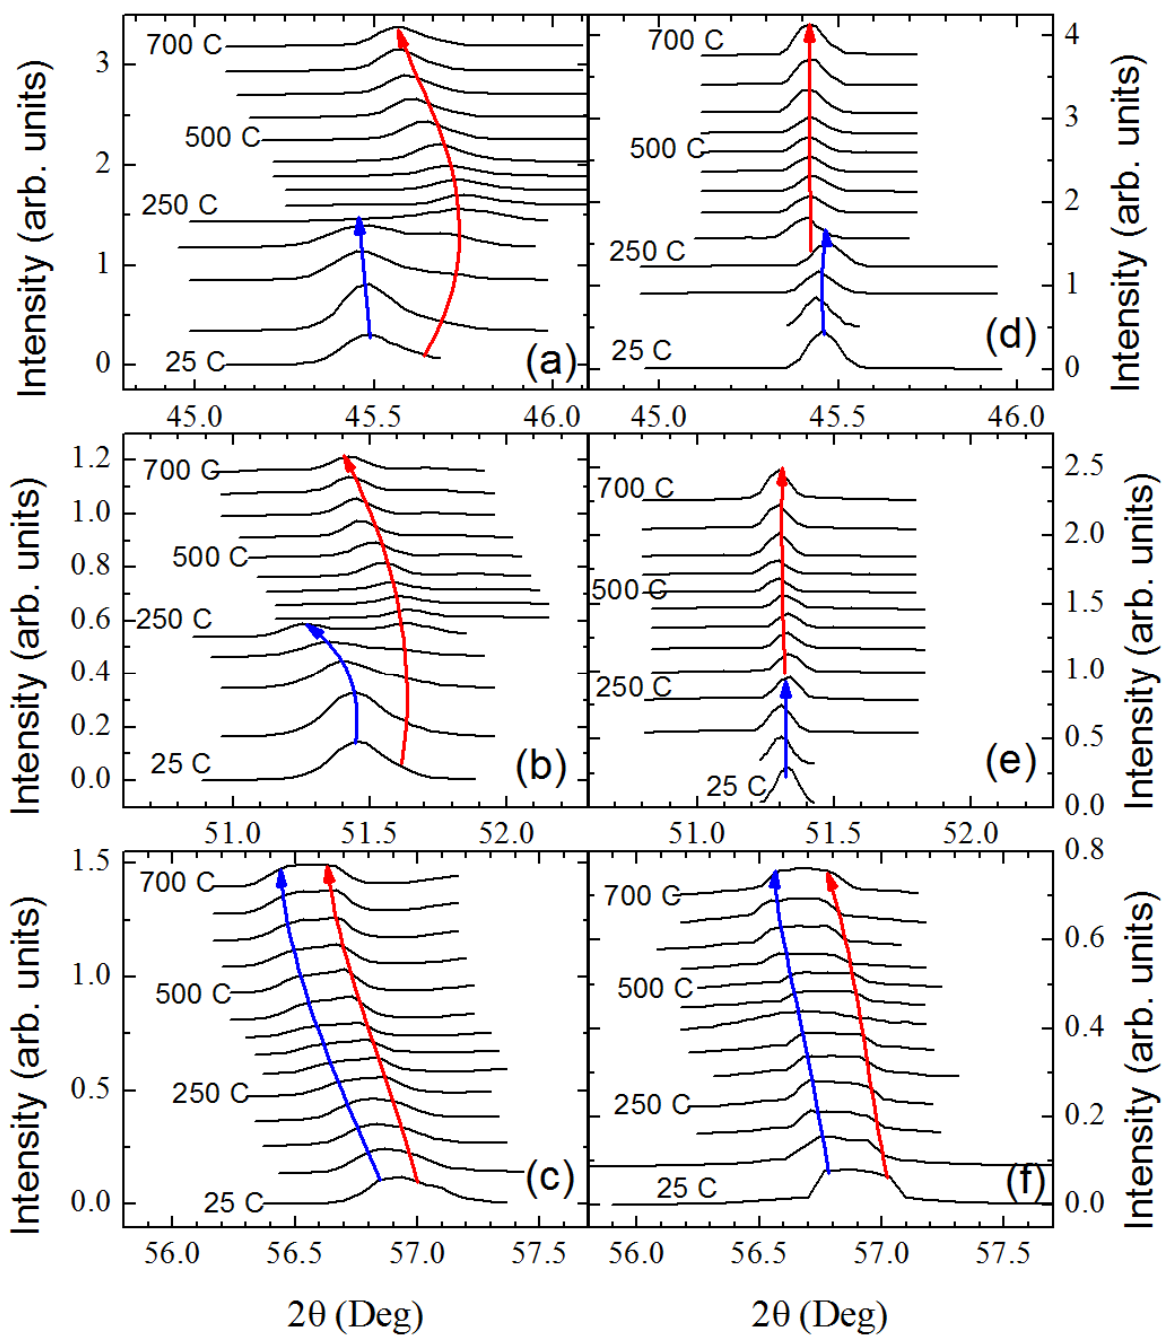 Intensity (arb. units)
3
2
1
0
700 C
500 C
250 C
25 C
(a)
45.0
45.5
46.0
700 C
500 C
250 C
25 C
(d)
4
3
2
1
0
Intensity (arb. units)
45.0
45.5
46.0
Intensity (arb. units)
1.2
1.0
0.8
0.6
0.4
0.2
0.0
700 C
500 C
250 C
25 C
(b)
51.0
51.5
52.0
700 C
500 C
250 C
25 C
(e)
2.5
2.0
1.5
1.0
0.5
0.0
Intensity (arb. units)
51.0
51.5
52.0
Intensity (arb. units)
1.5
1.0
0.5
0.0
700 C
500 C
250 C
25 C
(c)
56.0
56.5
57.0
57.5
2θ (Deg)
700 C
500 C
250 C
25 C
(f)
0.8
0.6
0.4
0.2
0.0
Intensity (arb. units)
56.0
56.5
57.0
57.5
2θ (Deg)